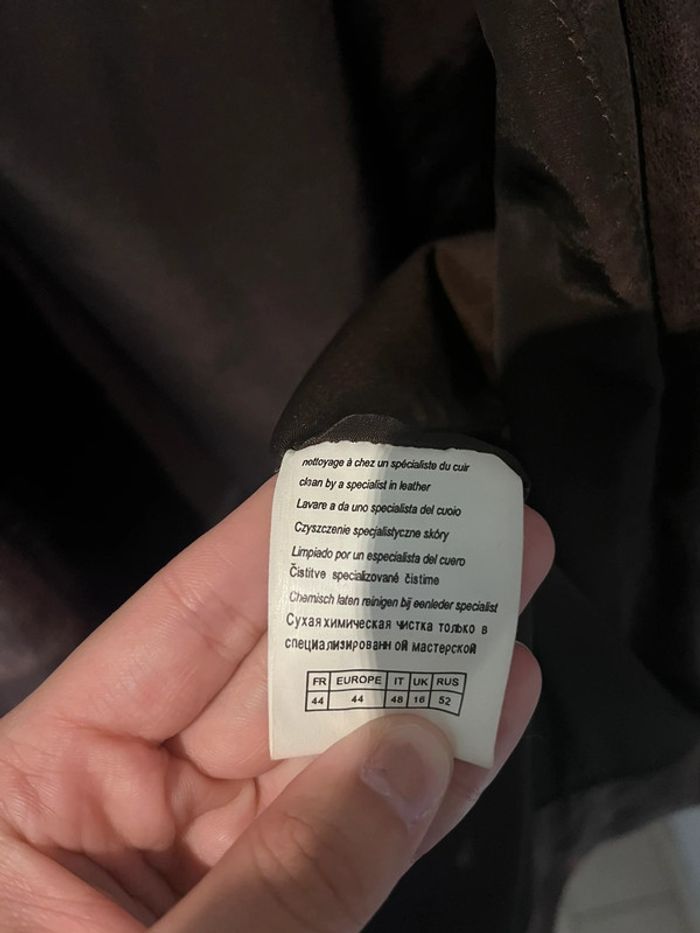 nottoyage à chez un spécialiste du cuir
clean by a specialist in leather
Lavare a da uno specialista del cuoio
Czyszczenie specjalistyczne skóry
Limpiado por un especialista del cuero
Čistitve specializované čistime
Chemisch laten reinigen bij eenleder specialist
Сухая химическая чистка только в
специализированн ой мастерской
FR EUROPE IT UK RUS
44 44 48 16 52